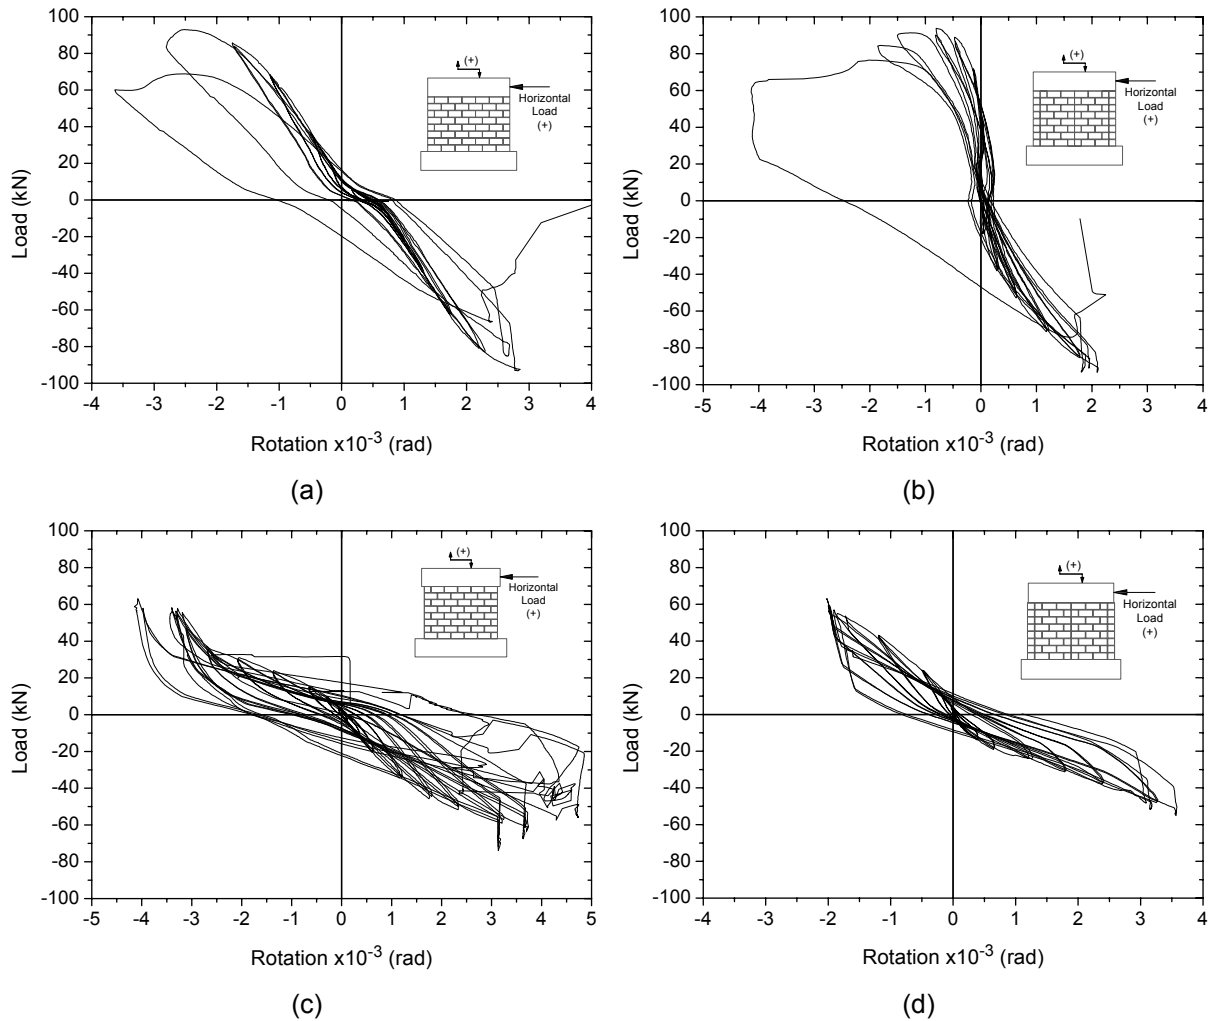 100
80
60
40
20
0
-20
-40
-60
-80
-100
Load (kN)
-4 -3 -2 -1 0 1 2 3 4
Rotation x10⁻³ (rad)
(+)
Horizontal
Load
(+)
(a)
100
80
60
40
20
0
-20
-40
-60
-80
-100
Load (kN)
-5 -4 -3 -2 -1 0 1 2 3 4
Rotation x10⁻³ (rad)
(+)
Horizontal
Load
(+)
(b)
100
80
60
40
20
0
-20
-40
-60
-80
-100
Load (kN)
-5 -4 -3 -2 -1 0 1 2 3 4 5
Rotation x10⁻³ (rad)
(+)
Horizontal
Load
(+)
(c)
100
80
60
40
20
0
-20
-40
-60
-80
-100
Load (kN)
-4 -3 -2 -1 0 1 2 3 4
Rotation x10⁻³ (rad)
(+)
Horizontal
Load
(+)
(d)